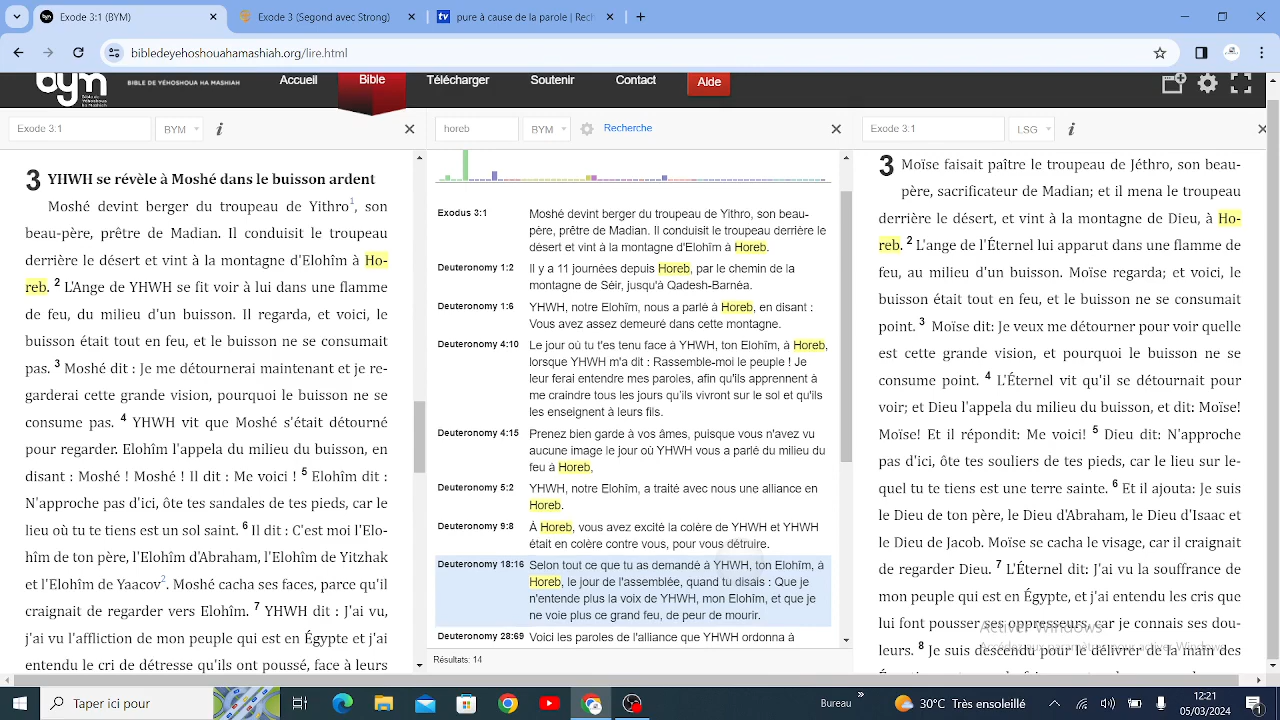 Exode 3:1 (BYM)
Exode 3 (Segond)
pure à cause de la parole | Rech
bibledeyehoshouahamashiah.org/lire.html
bym
BIBLE DE YÉHOSHOUA HA MASHIAH
Accueil
Bible
Télécharger
Soutenir
Contact
Aide
Exode 3:1
BYM
horeb
BYM
Recherche
Exode 3:1
LSG
3 YHWH se révèle à Moshé dans le buisson ardent
Moshé devint berger du troupeau de Yithro1, son
beau-père, prêtre de Madian. Il conduisit le troupeau
derrière le désert et vint à la montagne d'Elohîm à Ho-
reb. 2 L'Ange de YHWH se fit voir à lui dans une flamme
de feu, du milieu d'un buisson. Il regarda, et voici, le
buisson était tout en feu, et le buisson ne se consumait
pas. 3 Moshé dit : Je me détournerai maintenant et je re-
garderai cette grande vision, pourquoi le buisson ne se
consume pas. 4 YHWH vit que Moshé s'était détourné
pour regarder. Elohîm l'appela du milieu du buisson, en
disant : Moshé ! Moshé ! Il dit : Me voici ! 5 Elohîm dit :
N'approche pas d'ici, ôte tes sandales de tes pieds, car le
lieu où tu te tiens est un sol saint. 6 Il dit : C'est moi l'Elo-
hîm de ton père, l'Elohîm d'Abraham, l'Elohîm de Yitzhak
et l'Elohîm de Yaacov2. Moshé cacha ses faces, parce qu'il
craignait de regarder vers Elohîm. 7 YHWH dit : J'ai vu,
j'ai vu l'affliction de mon peuple qui est en Égypte et j'ai
entendu le cri de détresse qu'ils ont poussé, face à leurs
Exodus 3:1 Moshé devint berger du troupeau de Yithro, son beau-
père, prêtre de Madian. Il conduisit le troupeau derrière le
désert et vint à la montagne d'Elohîm à Horeb.
Deuteronomy 1:2 Il y a 11 journées depuis Horeb, par le chemin de la
montagne de Séir, jusqu'à Qadesh-Barnéa.
Deuteronomy 1:6 YHWH, notre Elohîm, nous a parlé à Horeb, en disant :
Vous avez assez demeuré dans cette montagne.
Deuteronomy 4:10 Le jour où tu t'es tenu face à YHWH, ton Elohîm, à Horeb,
lorsque YHWH m'a dit : Rassemble-moi le peuple ! Je
leur ferai entendre mes paroles, afin qu'ils apprennent à
me craindre tous les jours qu'ils vivront sur le sol et qu'ils
les enseignent à leurs fils.
Deuteronomy 4:15 Prenez bien garde à vos âmes, puisque vous n'avez vu
aucune image le jour où YHWH vous a parlé du milieu du
feu à Horeb,
Deuteronomy 5:2 YHWH, notre Elohîm, a traité avec nous une alliance en
Horeb.
Deuteronomy 9:8 À Horeb, vous avez excité la colère de YHWH et YHWH
était en colère contre vous, pour vous détruire.
Deuteronomy 18:16 Selon tout ce que tu as demandé à YHWH, ton Elohîm, à
Horeb, le jour de l'assemblée, quand tu disais : Que je
n'entende plus la voix de YHWH, mon Elohîm, et que je
ne voie plus ce grand feu, de peur de mourir.
Deuteronomy 28:69 Voici les paroles de l'alliance que YHWH ordonna à
Résultats: 14
3 Moïse faisait paître le troupeau de Jéthro, son beau-
père, sacrificateur de Madian; et il mena le troupeau
derrière le désert, et vint à la montagne de Dieu, à Ho-
reb. 2 L'ange de l'Éternel lui apparut dans une flamme de
feu, au milieu d'un buisson. Moïse regarda; et voici, le
buisson était tout en feu, et le buisson ne se consumait
point. 3 Moïse dit: Je veux me détourner pour voir quelle
est cette grande vision, et pourquoi le buisson ne se
consume point. 4 L'Éternel vit qu'il se détournait pour
voir; et Dieu l'appela du milieu du buisson, et dit: Moïse!
Moïse! Et il répondit: Me voici! 5 Dieu dit: N'approche
pas d'ici, ôte tes souliers de tes pieds, car le lieu sur le-
quel tu te tiens est une terre sainte. 6 Et il ajouta: Je suis
le Dieu de ton père, le Dieu d'Abraham, le Dieu d'Isaac et
le Dieu de Jacob. Moïse se cacha le visage, car il craignait
de regarder Dieu. 7 L'Éternel dit: J'ai vu la souffrance de
mon peuple qui est en Égypte, et j'ai entendu les cris que
lui font pousser ses oppresseurs, car je connais ses dou-
leurs. 8 Je suis descendu pour le délivrer de la main des
Activer Windows
Taper ici pour
Bureau
30°C Très ensoleillé
12:21
05/03/2024